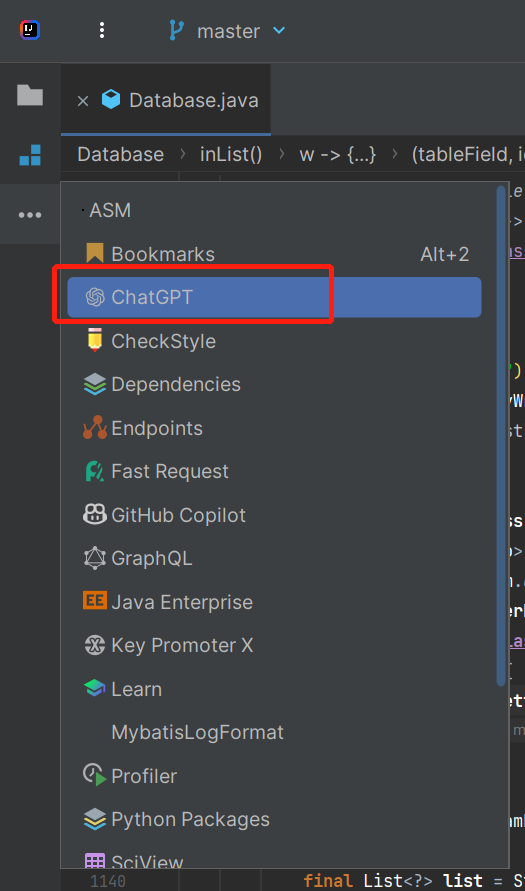 master
Database.java
Database > inList() > w -> {...} > (tableField, i
ASM
Bookmarks Alt+2
ChatGPT
CheckStyle
Dependencies
Endpoints
Fast Request
GitHub Copilot
GraphQL
EE Java Enterprise
Key Promoter X
Learn
MybatisLogFormat
Profiler
Python Packages
SciView
1140 final List<?> list = S